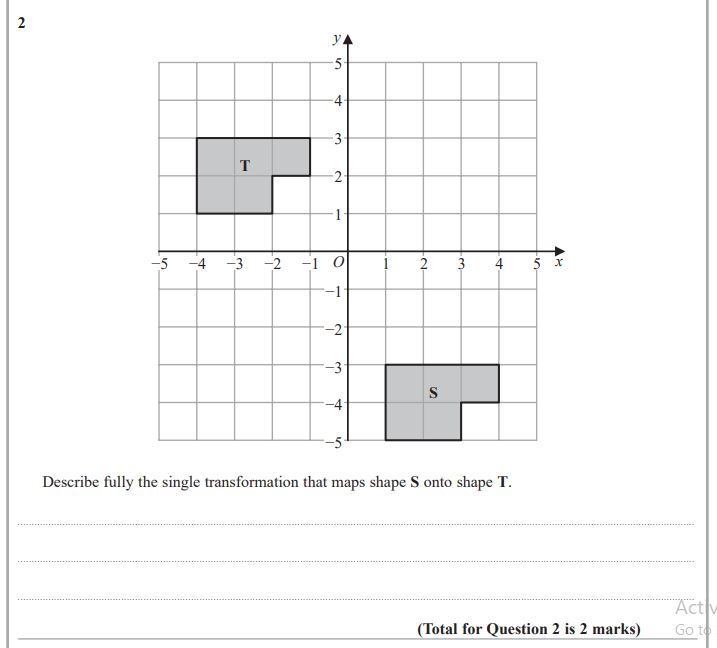 2
y
5
4
3
T
2
1
−5 −4 −3 −2 −1 O 1 2 3 4 5 x
−1
−2
−3
S
−4
−5
Describe fully the single transformation that maps shape S onto shape T.
(Total for Question 2 is 2 marks)
Activ
Go to